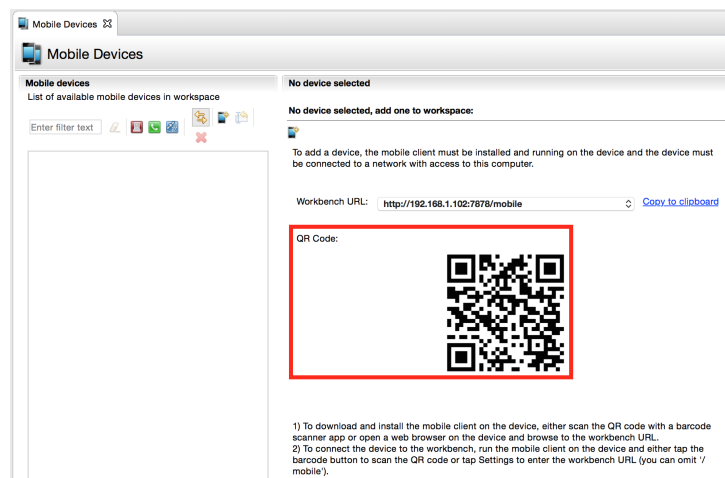 Mobile Devices
Mobile Devices
Mobile devices
List of available mobile devices in workspace
Enter filter text
No device selected
No device selected, add one to workspace:
To add a device, the mobile client must be installed and running on the device and the device must
be connected to a network with access to this computer.
Workbench URL: http://192.168.1.102:7878/mobile Copy to clipboard
QR Code:
1) To download and install the mobile client on the device, either scan the QR code with a barcode
scanner app or open a web browser on the device and browse to the workbench URL.
2) To connect the device to the workbench, run the mobile client on the device and either tap the
barcode button to scan the QR code or tap Settings to enter the workbench URL (you can omit '/
mobile').